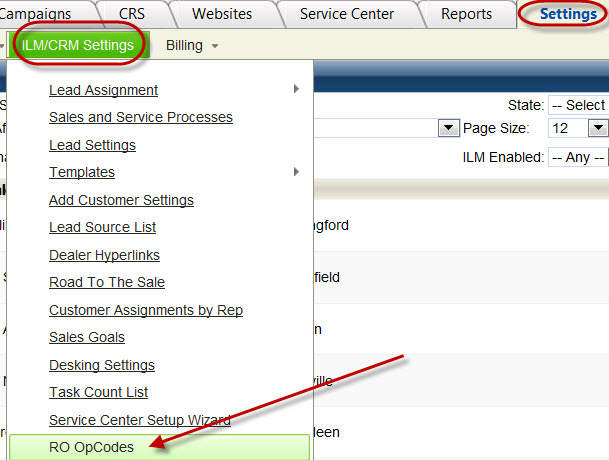 Campaigns CRS Websites Service Center Reports Settings
ILM/CRM Settings Billing
Lead Assignment
State: -- Select
Sales and Service Processes
Page Size: 12
Lead Settings
ILM Enabled: -- Any --
Templates
Add Customer Settings
Lead Source List
ngford
Dealer Hyperlinks
Road To The Sale
field
Customer Assignments by Rep
Sales Goals
Desking Settings
ville
Task Count List
Service Center Setup Wizard
leen
RO OpCodes